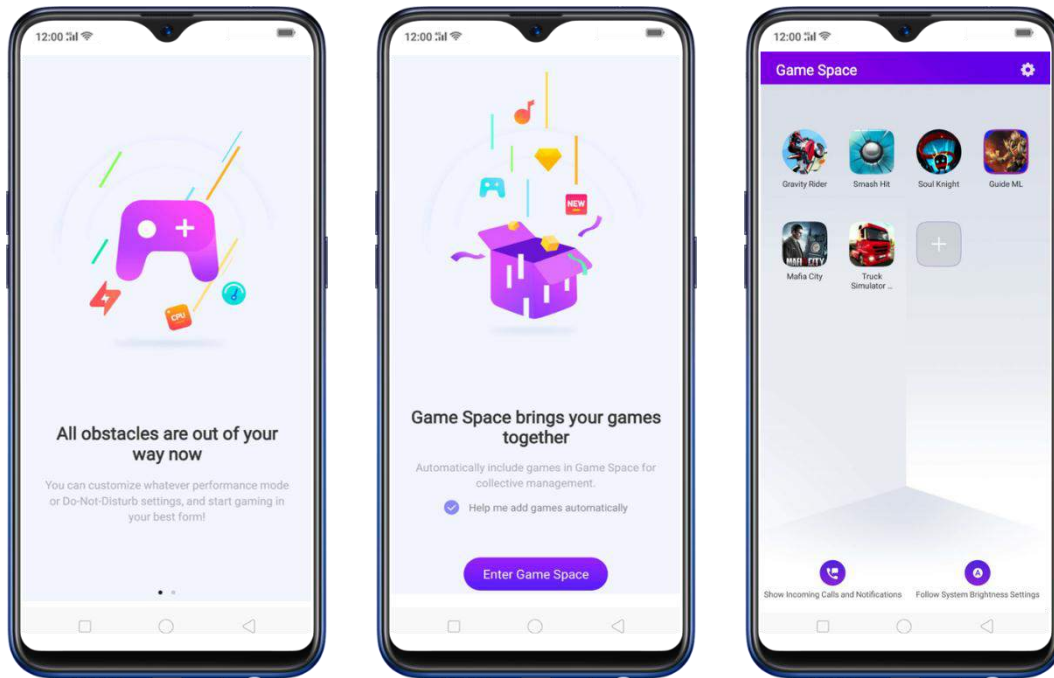 12:00
All obstacles are out of your
way now
You can customize whatever performance mode
or Do-Not-Disturb settings, and start gaming in
your best form!
CPU
12:00
NEW
Game Space brings your games
together
Automatically include games in Game Space for
collective management.
Help me add games automatically
Enter Game Space
12:00
Game Space
Gravity Rider
Smash Hit
Soul Knight
Guide ML
MAFIA CITY
Mafia City
Truck
Simulator ..
A
Show Incoming Calls and Notifications
Follow System Brightness Settings